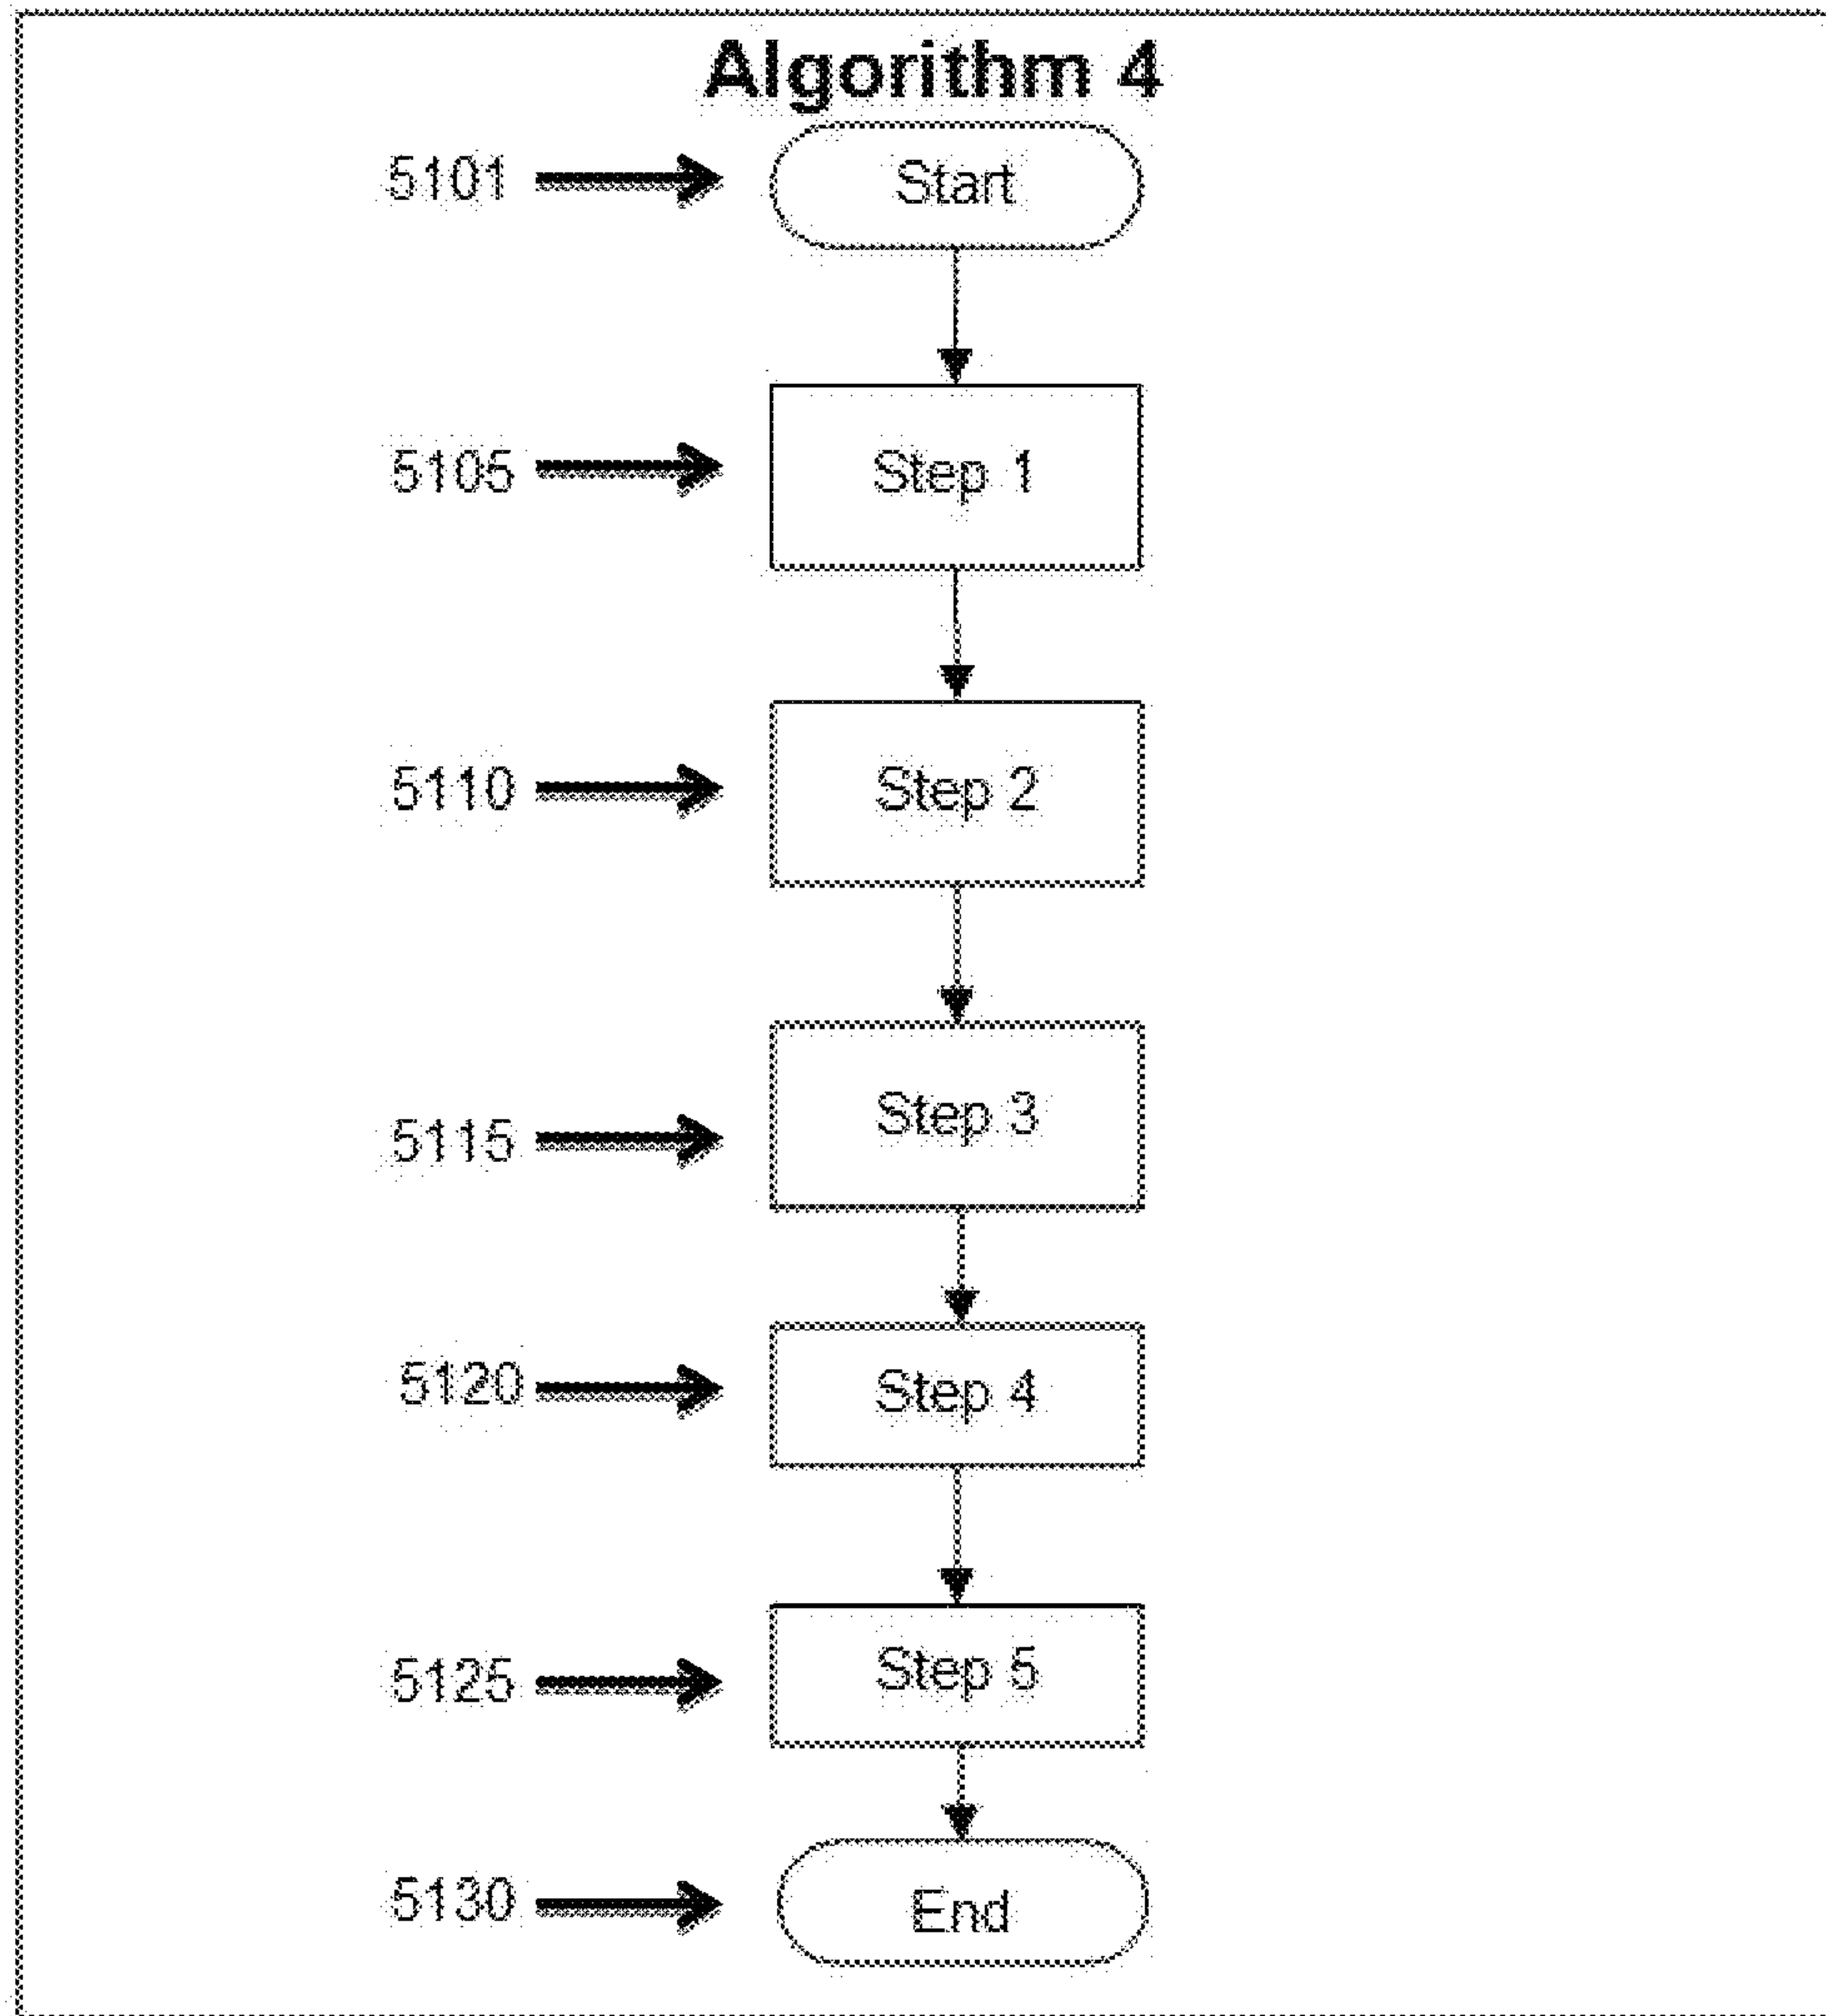 Algorithm 4
5101 Start
5105 Step 1
5110 Step 2
5115 Step 3
5120 Step 4
5125 Step 5
5130 End